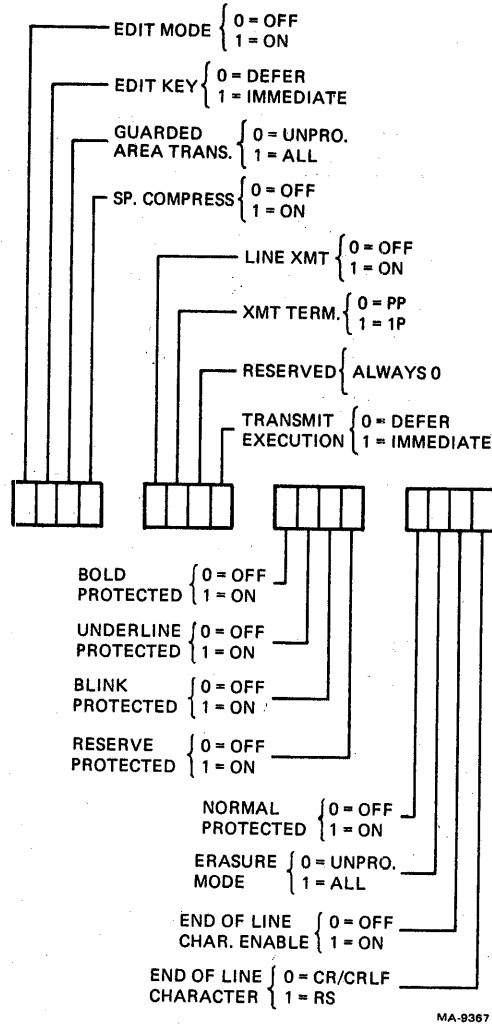 EDIT MODE { 0 = OFF
1 = ON
EDIT KEY { 0 = DEFER
1 = IMMEDIATE
GUARDED { 0 = UNPRO.
AREA TRANS. 1 = ALL
SP. COMPRESS { 0 = OFF
1 = ON
LINE XMT { 0 = OFF
1 = ON
XMT TERM. { 0 = PP
1 = 1P
RESERVED { ALWAYS 0
TRANSMIT { 0 = DEFER
EXECUTION 1 = IMMEDIATE
BOLD { 0 = OFF
PROTECTED 1 = ON
UNDERLINE { 0 = OFF
PROTECTED 1 = ON
BLINK { 0 = OFF
PROTECTED 1 = ON
RESERVE { 0 = OFF
PROTECTED 1 = ON
NORMAL { 0 = OFF
PROTECTED 1 = ON
ERASURE { 0 = UNPRO.
MODE 1 = ALL
END OF LINE { 0 = OFF
CHAR. ENABLE 1 = ON
END OF LINE { 0 = CR/CRLF
CHARACTER 1 = RS
MA-9367